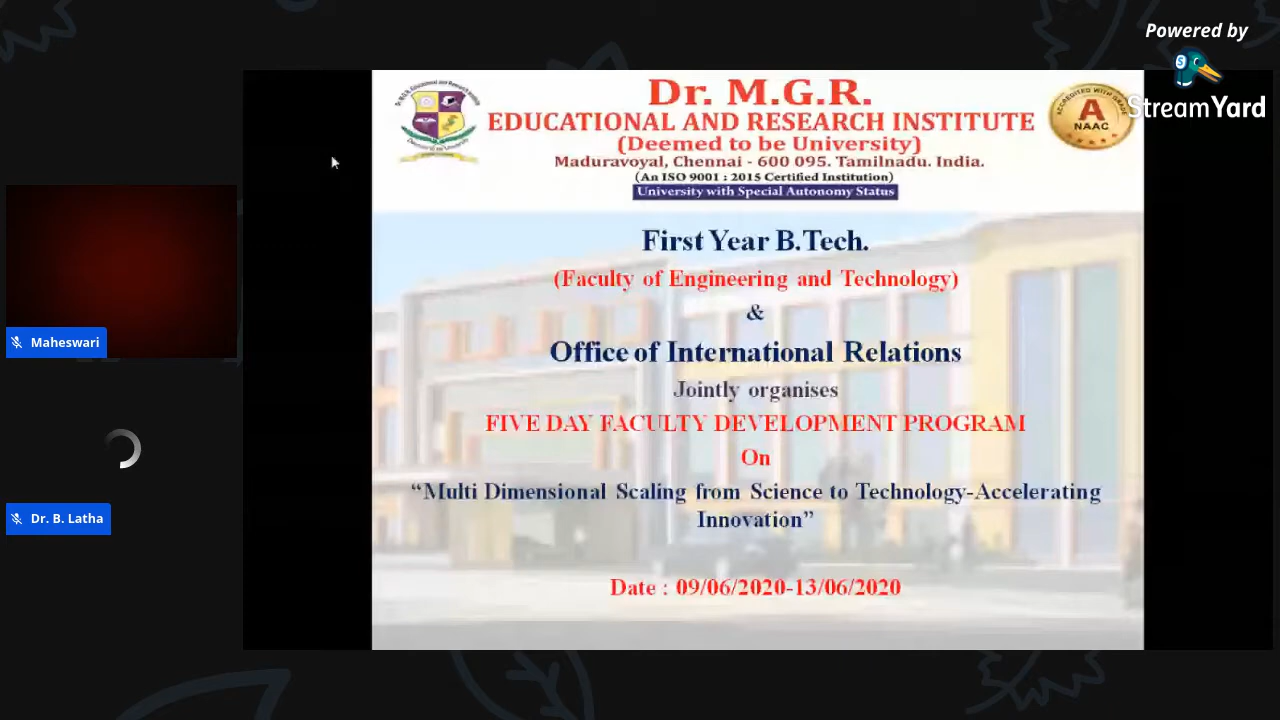 Powered by
StreamYard
Dr. M.G.R.
EDUCATIONAL AND RESEARCH INSTITUTE
(Deemed to be University)
Maduravoyal, Chennai - 600 095. Tamilnadu. India.
(An ISO 9001 : 2015 Certified Institution)
University with Special Autonomy Status
ACCREDITED WITH GRADE
A
NAAC
First Year B.Tech.
(Faculty of Engineering and Technology)
&
Office of International Relations
Jointly organises
FIVE DAY FACULTY DEVELOPMENT PROGRAM
On
“Multi Dimensional Scaling from Science to Technology-Accelerating
Innovation”
Date : 09/06/2020-13/06/2020
Maheswari
Dr. B. Latha